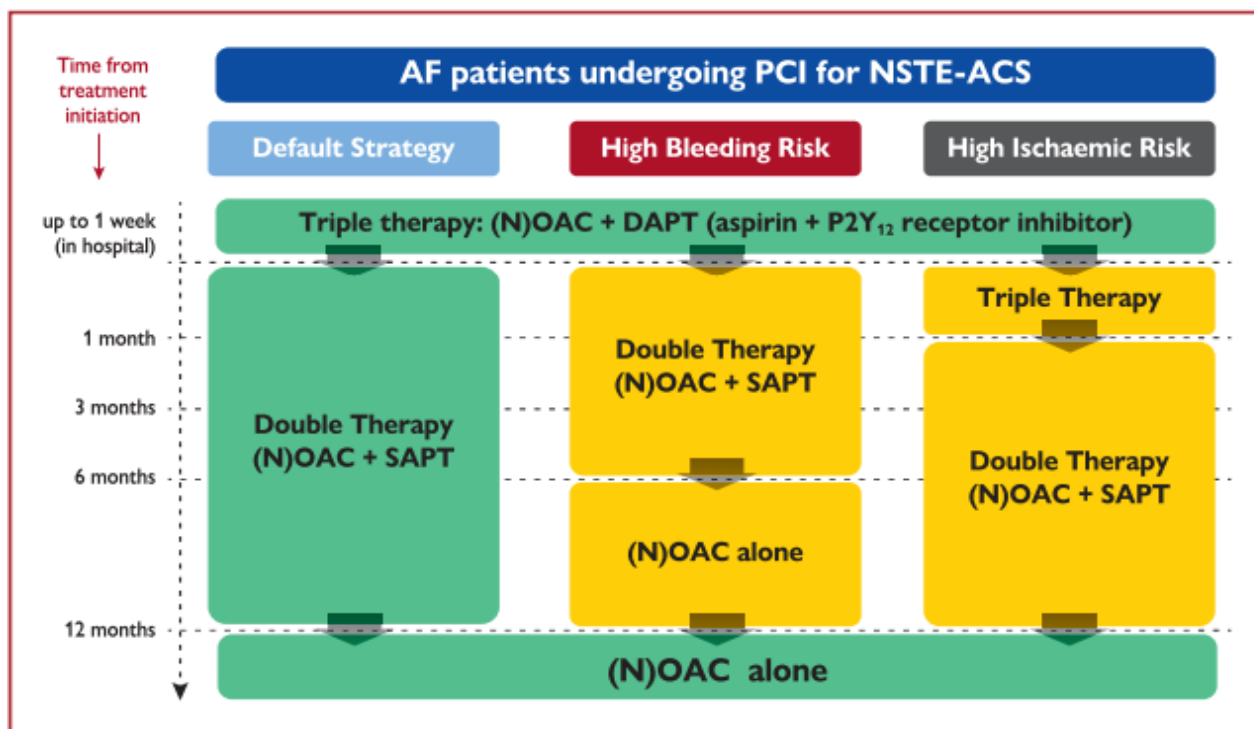 Time from
treatment
initiation
AF patients undergoing PCI for NSTE-ACS
Default Strategy
High Bleeding Risk
High Ischaemic Risk
up to 1 week
(in hospital)
Triple therapy: (N)OAC + DAPT (aspirin + P2Y₁₂ receptor inhibitor)
Triple Therapy
1 month
Double Therapy
(N)OAC + SAPT
3 months
Double Therapy
(N)OAC + SAPT
6 months
Double Therapy
(N)OAC + SAPT
(N)OAC alone
12 months
(N)OAC alone